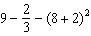 9 − 2/3 − (8 + 2)²